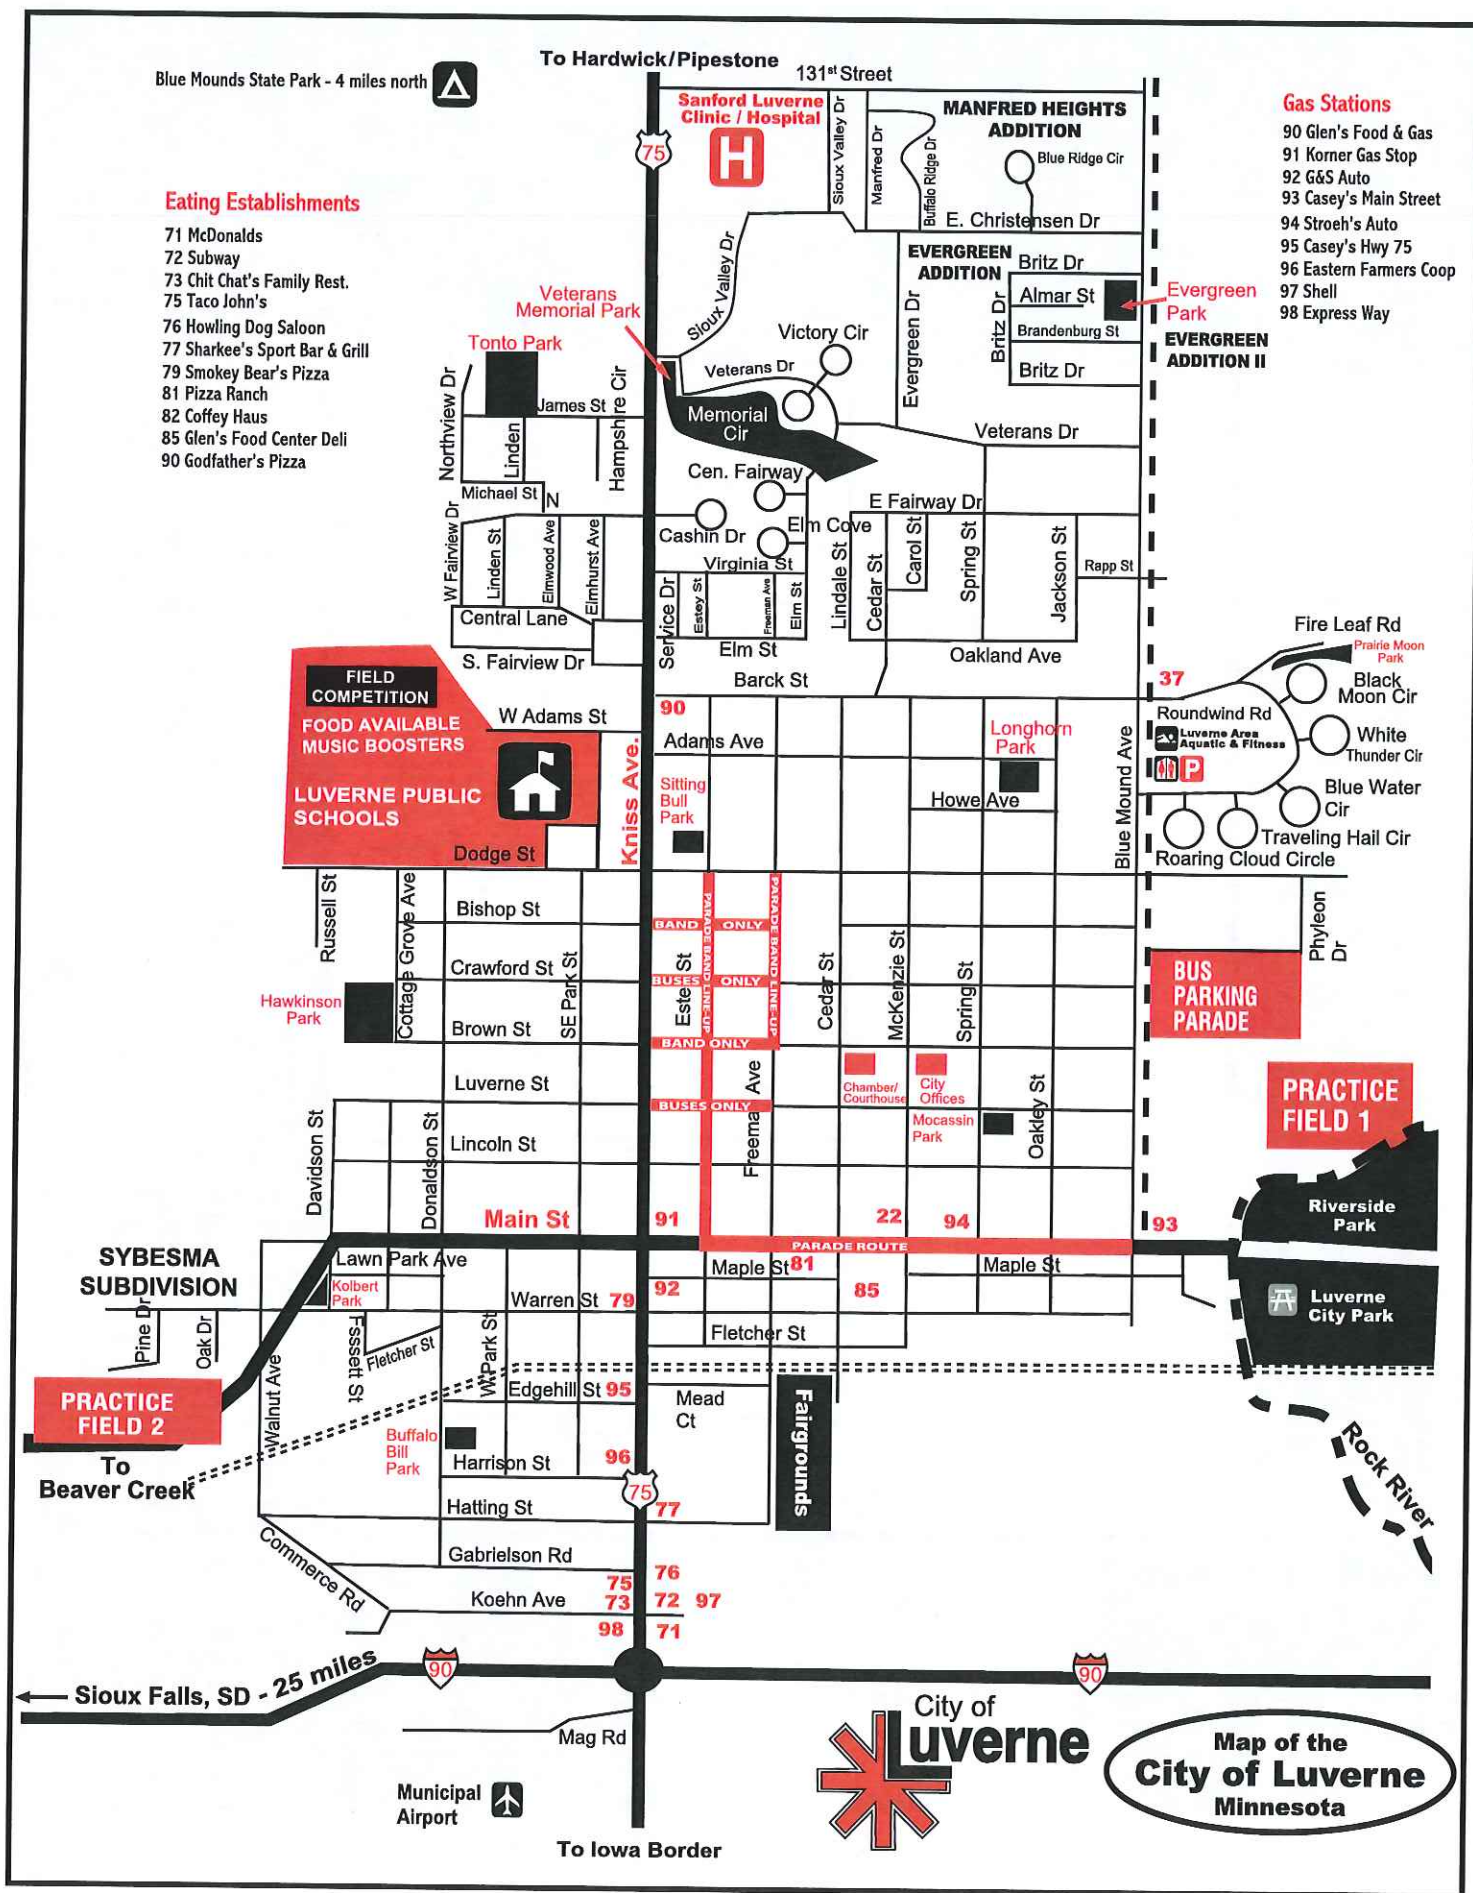 To Hardwick/Pipestone
Blue Mounds State Park - 4 miles north
131st Street
Sanford Luverne
Clinic / Hospital
H
75
Sioux Valley Dr
Manfred Dr
Buffalo Ridge Dr
MANFRED HEIGHTS
ADDITION
Blue Ridge Cir
E. Christensen Dr
Gas Stations
90 Glen's Food & Gas
91 Korner Gas Stop
92 G&S Auto
93 Casey's Main Street
94 Stroeh's Auto
95 Casey's Hwy 75
96 Eastern Farmers Coop
97 Shell
98 Express Way
Eating Establishments
71 McDonalds
72 Subway
73 Chit Chat's Family Rest.
75 Taco John's
76 Howling Dog Saloon
77 Sharkee's Sport Bar & Grill
79 Smokey Bear's Pizza
81 Pizza Ranch
82 Coffey Haus
85 Glen's Food Center Deli
90 Godfather's Pizza
Veterans
Memorial Park
Tonto Park
Sioux Valley Dr
Victory Cir
Veterans Dr
Memorial
Cir
EVERGREEN
ADDITION
Evergreen Dr
Britz Dr
Britz Dr
Almar St
Brandenburg St
Britz Dr
Evergreen
Park
EVERGREEN
ADDITION II
Northview Dr
James St
Linden
Hampshire Cir
Michael St
N
Veterans Dr
Cen. Fairway
E Fairway Dr
Cashin Dr
Elm Cove
Virginia St
W Fairview Dr
Linden St
Elmwood Ave
Elmhurst Ave
Central Lane
S. Fairview Dr
Service Dr
Estey St
Freeman Ave
Elm St
Elm St
Lindale St
Cedar St
Carol St
Spring St
Jackson St
Rapp St
Oakland Ave
Barck St
Fire Leaf Rd
Prairie Moon
Park
Black
Moon Cir
37
Roundwind Rd
Luverne Area
Aquatic & Fitness
P
White
Thunder Cir
Blue Water
Cir
Traveling Hail Cir
Roaring Cloud Circle
FIELD
COMPETITION
FOOD AVAILABLE
MUSIC BOOSTERS
LUVERNE PUBLIC
SCHOOLS
W Adams St
Dodge St
Kniss Ave.
90
Adams Ave
Sitting
Bull
Park
Longhorn
Park
Howe Ave
Blue Mound Ave
Russell St
Cottage Grove Ave
Bishop St
Crawford St
Brown St
SE Park St
Hawkinson
Park
Luverne St
Lincoln St
Davidson St
Donaldson St
BAND ONLY
BUSES ONLY
BAND ONLY
BUSES ONLY
PARADE BAND LINE-UP
PARADE BAND LINE-UP
Este St
Freema Ave
Cedar St
McKenzie St
Spring St
Oakley St
Phyleon
Dr
BUS
PARKING
PARADE
Chamber/
Courthouse
City
Offices
Mocassin
Park
PRACTICE
FIELD 1
Riverside
Park
Luverne
City Park
Main St
91
22
94
93
PARADE ROUTE
SYBESMA
SUBDIVISION
Lawn Park Ave
Kolbert
Park
Maple St
81
Maple St
92
85
Warren St
79
Fletcher St
Pine Dr
Oak Dr
Fletcher St
W Park St
Walnut Ave
Edgehill St
95
Mead
Ct
Fairgrounds
PRACTICE
FIELD 2
To
Beaver Creek
Buffalo
Bill
Park
Harrison St
96
75
Hatting St
77
Rock River
Commerce Rd
Gabrielson Rd
76
75
Koehn Ave
73
72
97
98
71
90
90
Sioux Falls, SD - 25 miles
Mag Rd
Municipal
Airport
To Iowa Border
City of
Luverne
Map of the
City of Luverne
Minnesota